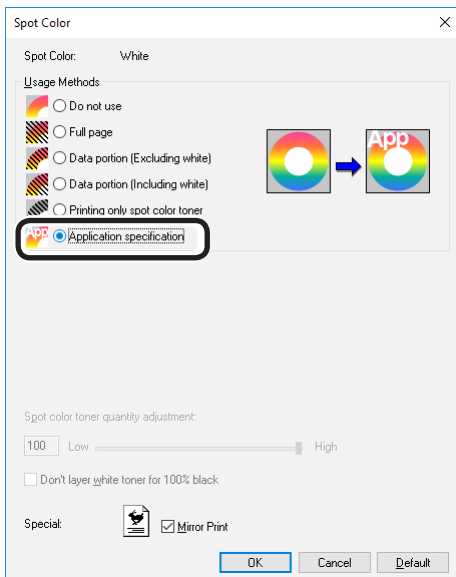 Spot Color
Spot Color: White
Usage Methods
Do not use
Full page
Data portion (Excluding white)
Data portion (Including white)
Printing only spot color toner
App Application specification
App
Spot color toner quantity adjustment:
100 Low High
Don't layer white toner for 100% black
Special: Mirror Print
OK Cancel Default